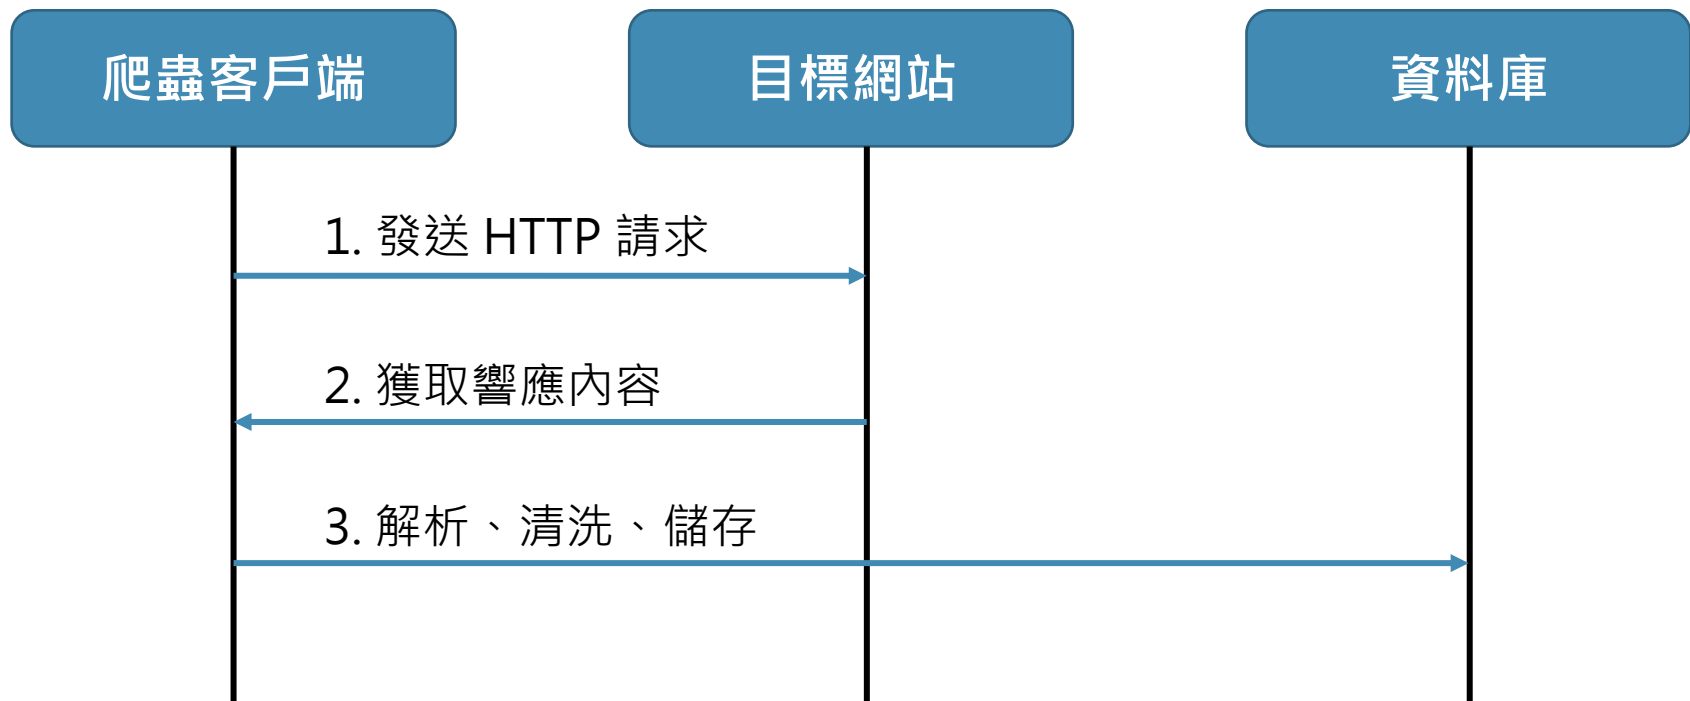 爬蟲客戶端
目標網站
資料庫
1. 發送 HTTP 請求
2. 獲取響應內容
3. 解析、清洗、儲存